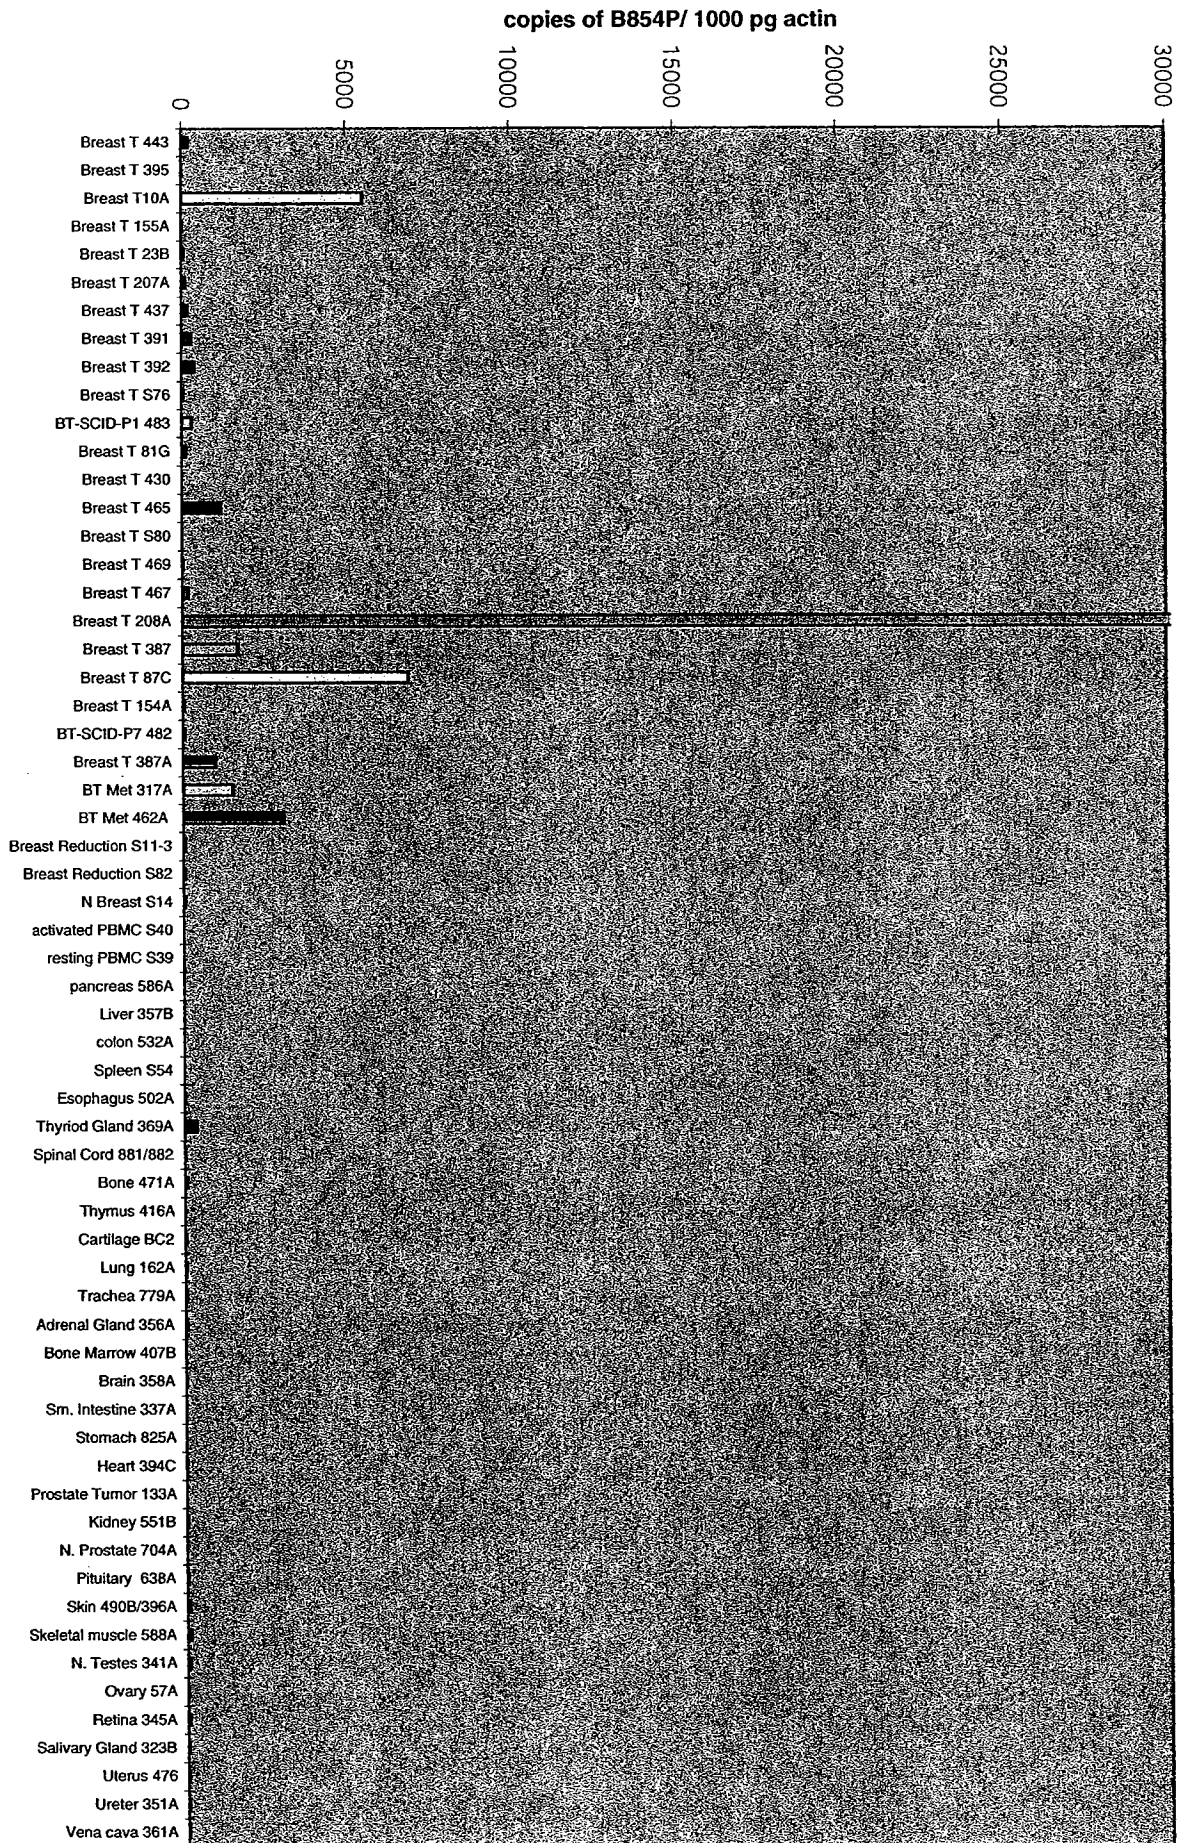 copies of B854P/ 1000 pg actin
0
5000
10000
15000
20000
25000
30000
Breast T 443
Breast T 395
Breast T10A
Breast T 155A
Breast T 23B
Breast T 207A
Breast T 437
Breast T 391
Breast T 392
Breast T S76
BT-SCID-P1 483
Breast T 81G
Breast T 430
Breast T 465
Breast T S80
Breast T 469
Breast T 467
Breast T 208A
Breast T 387
Breast T 87C
Breast T 154A
BT-SCID-P7 482
Breast T 387A
BT Met 317A
BT Met 462A
Breast Reduction S11-3
Breast Reduction S82
N Breast S14
activated PBMC S40
resting PBMC S39
pancreas 586A
Liver 357B
colon 532A
Spleen S54
Esophagus 502A
Thyriod Gland 369A
Spinal Cord 881/882
Bone 471A
Thymus 416A
Cartilage BC2
Lung 162A
Trachea 779A
Adrenal Gland 356A
Bone Marrow 407B
Brain 358A
Sm. Intestine 337A
Stomach 825A
Heart 394C
Prostate Tumor 133A
Kidney 551B
N. Prostate 704A
Pituitary 638A
Skin 490B/396A
Skeletal muscle 588A
N. Testes 341A
Ovary 57A
Retina 345A
Salivary Gland 323B
Uterus 476
Ureter 351A
Vena cava 361A